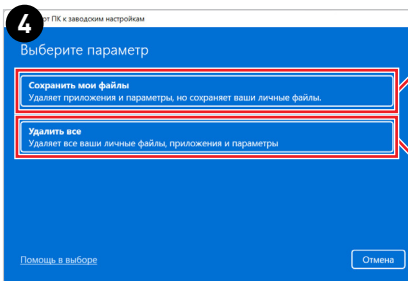 4
от ПК к заводским настройкам
Выберите параметр
Сохранить мои файлы
Удаляет приложения и параметры, но сохраняет ваши личные файлы.
Удалить все
Удаляет все ваши личные файлы, приложения и параметры
Помощь в выборе
Отмена